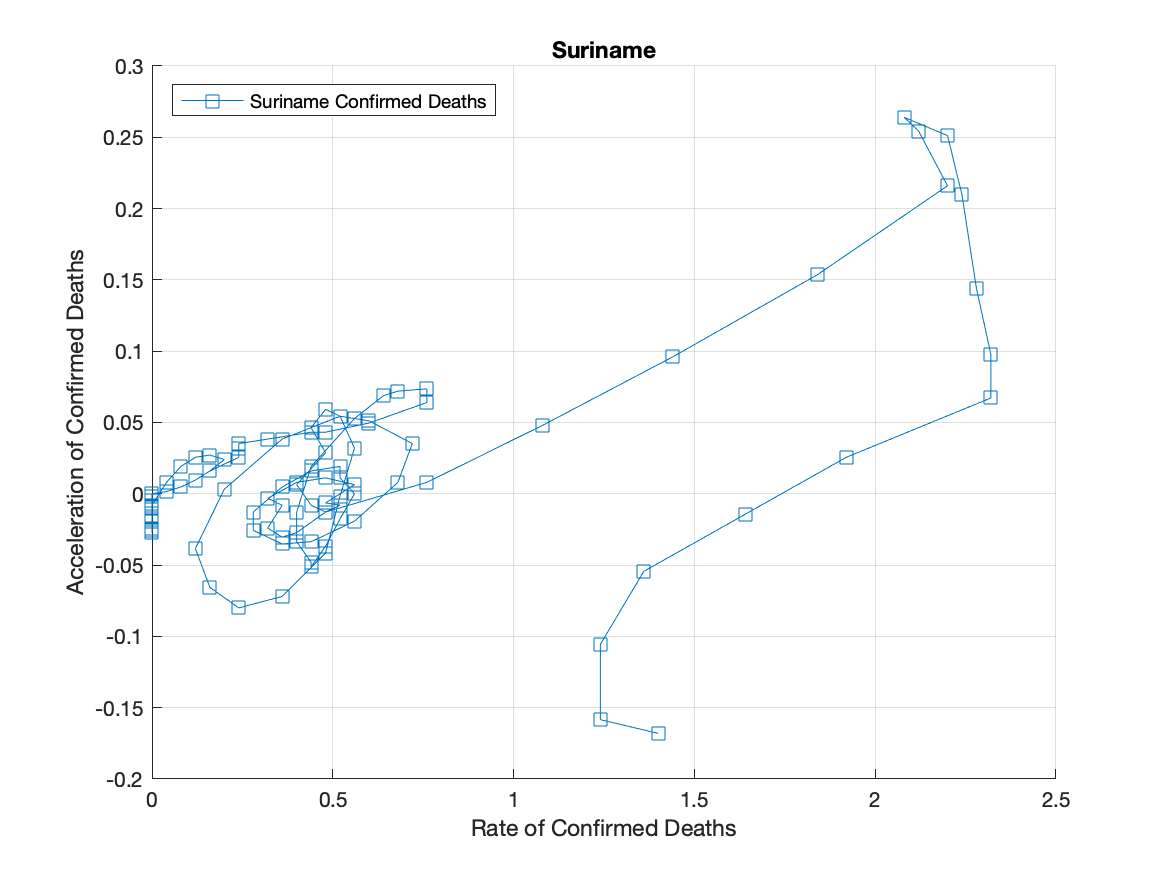 Suriname
Suriname Confirmed Deaths
Acceleration of Confirmed Deaths
0.3
0.25
0.2
0.15
0.1
0.05
0
-0.05
-0.1
-0.15
-0.2
0 0.5 1 1.5 2 2.5
Rate of Confirmed Deaths